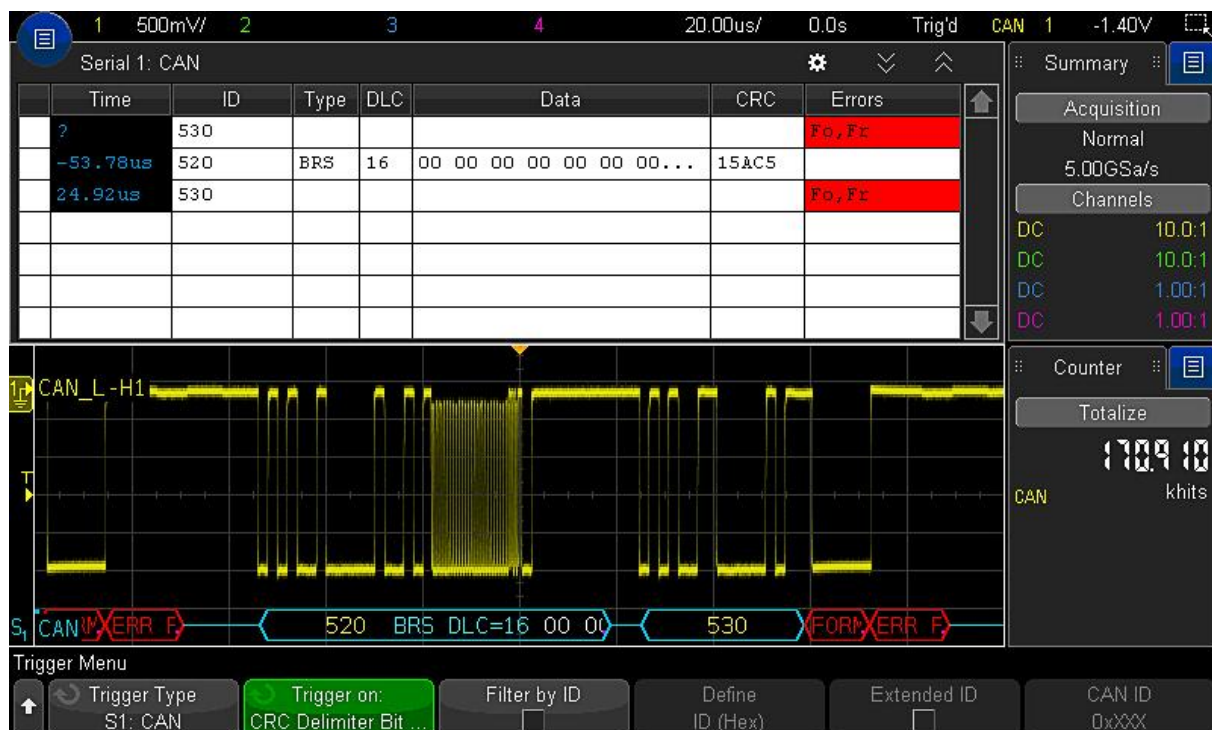 1 500mV/ 2 3 4 20.00us/ 0.0s Trig'd CAN 1 -1.40V
Serial 1: CAN
Time ID Type DLC Data CRC Errors
? 530 Fo,Fr
-53.78us 520 BRS 16 00 00 00 00 00 00 00... 15AC5
24.92us 530 Fo,Fr
Summary
Acquisition
Normal
5.00GSa/s
Channels
DC 10.0:1
DC 10.0:1
DC 1.00:1
DC 1.00:1
Counter
Totalize
170.910
CAN khits
1 CAN_L-H1
T
S1 CAN ERR F 520 BRS DLC=16 00 00 530 FORM ERR F
Trigger Menu
Trigger Type Trigger on: Filter by ID Define Extended ID CAN ID
S1: CAN CRC Delimiter Bit ... ID (Hex) 0xXXX